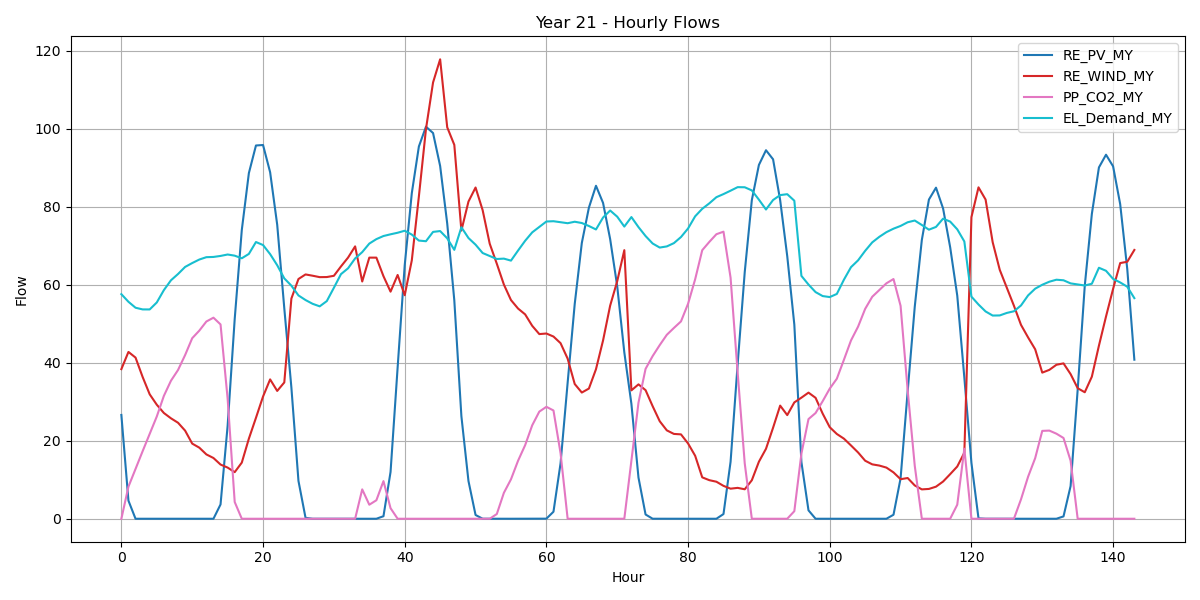 Year 21 - Hourly Flows
120
100
80
60
40
20
0
Flow
RE_PV_MY
RE_WIND_MY
PP_CO2_MY
EL_Demand_MY
0 20 40 60 80 100 120 140
Hour